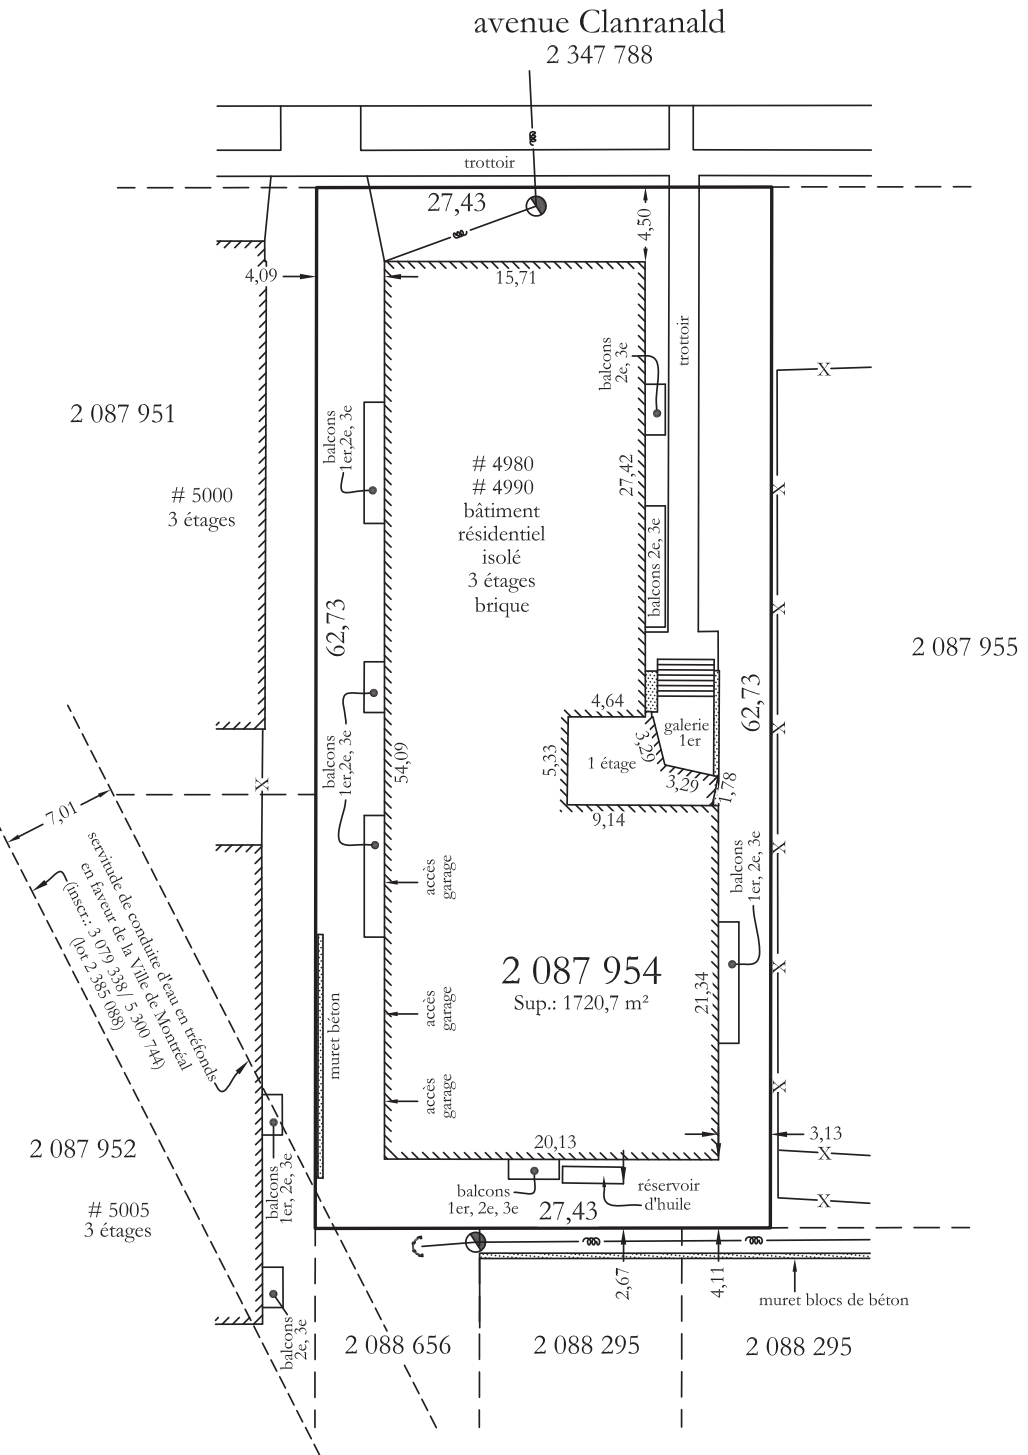 avenue Clanranald
2 347 788
trottoir
27,43
4,50
4,09
15,71
trottoir
balcons
2e, 3e
X
2 087 951
balcons
1er,2e, 3e
# 4980
# 4990
bâtiment
résidentiel
isolé
3 étages
brique
27,42
# 5000
3 étages
X
balcons 2e, 3e
X
62,73
2 087 955
62,73
4,64
galerie
1er
3,29
X
5,33
1 étage
54,09
balcons
1er,2e, 3e
X
3,29
1,78
7,01
9,14
X
servitude de conduite d'eau en tréfonds
en faveur de la Ville de Montréal
(inscr.: 3 079 338/ 5 300 744)
(lot 2 385 088)
accès
garage
balcons
1er, 2e, 3e
2 087 954
Sup.: 1720,7 m²
X
21,34
muret béton
accès
garage
accès
garage
X
2 087 952
20,13
3,13
X
balcons
1er, 2e, 3e
balcons
1er, 2e, 3e
réservoir
d'huile
X
# 5005
3 étages
27,43
2,67
4,11
muret blocs de béton
balcons
2e, 3e
2 088 656
2 088 295
2 088 295